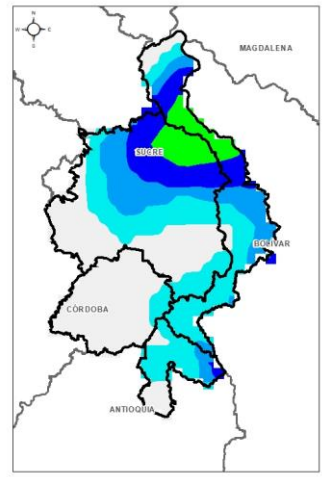 N
W E
S
MAGDALENA
SUCRE
BOLIVAR
CÓRDOBA
ANTIOQUIA